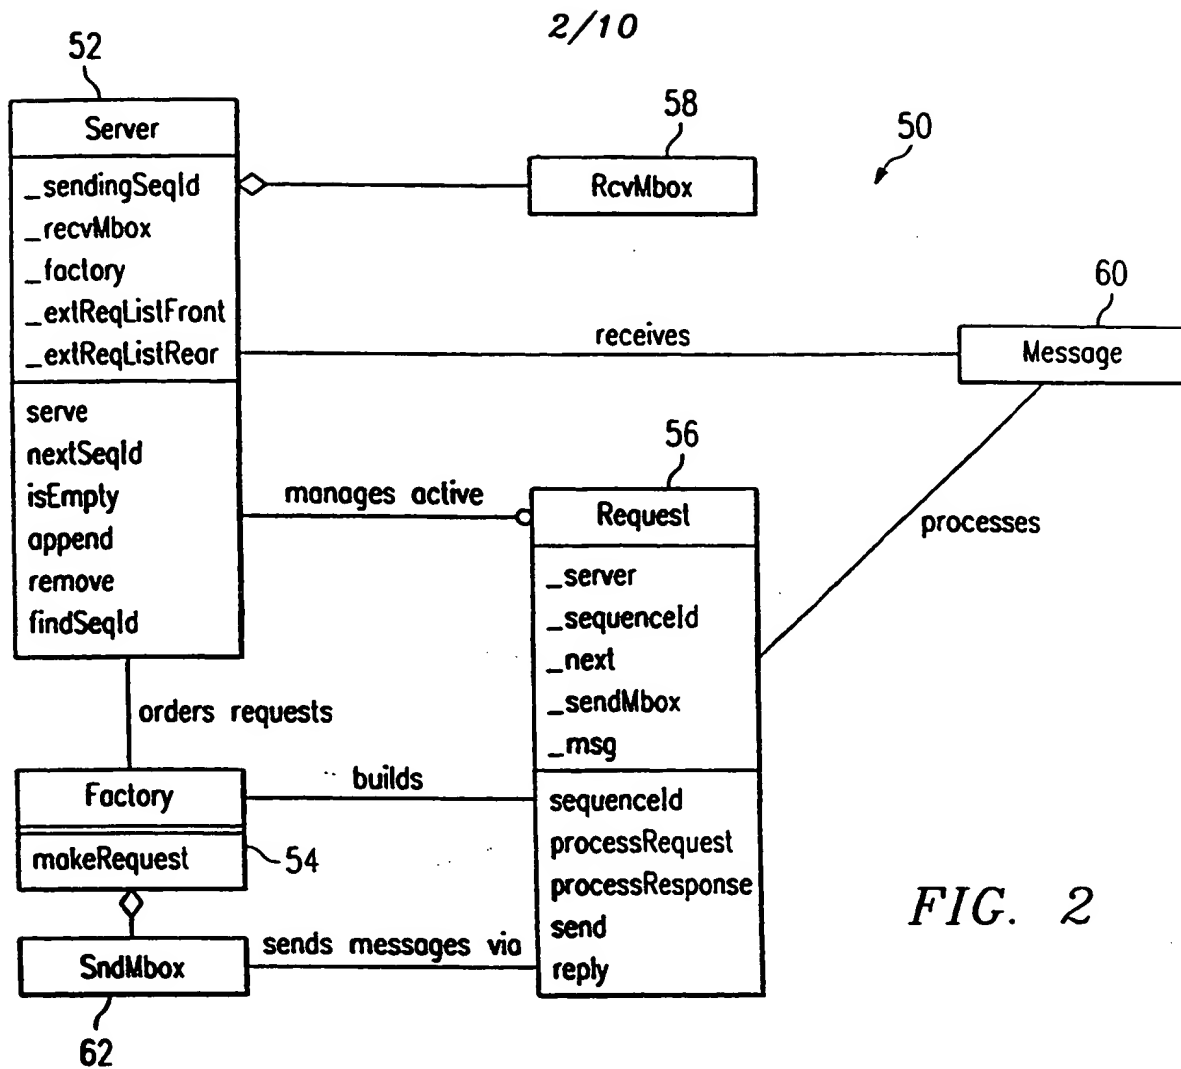 2/10
52
Server
_sendingSeqId
_recvMbox
_factory
_extReqListFront
_extReqListRear
serve
nextSeqId
isEmpty
append
remove
findSeqId
58
RcvMbox
50
60
Message
receives
manages active
56
Request
_server
_sequenceId
_next
_sendMbox
_msg
sequenceId
processRequest
processResponse
send
reply
processes
orders requests
Factory
makeRequest
54
builds
SndMbox
62
sends messages via
FIG. 2